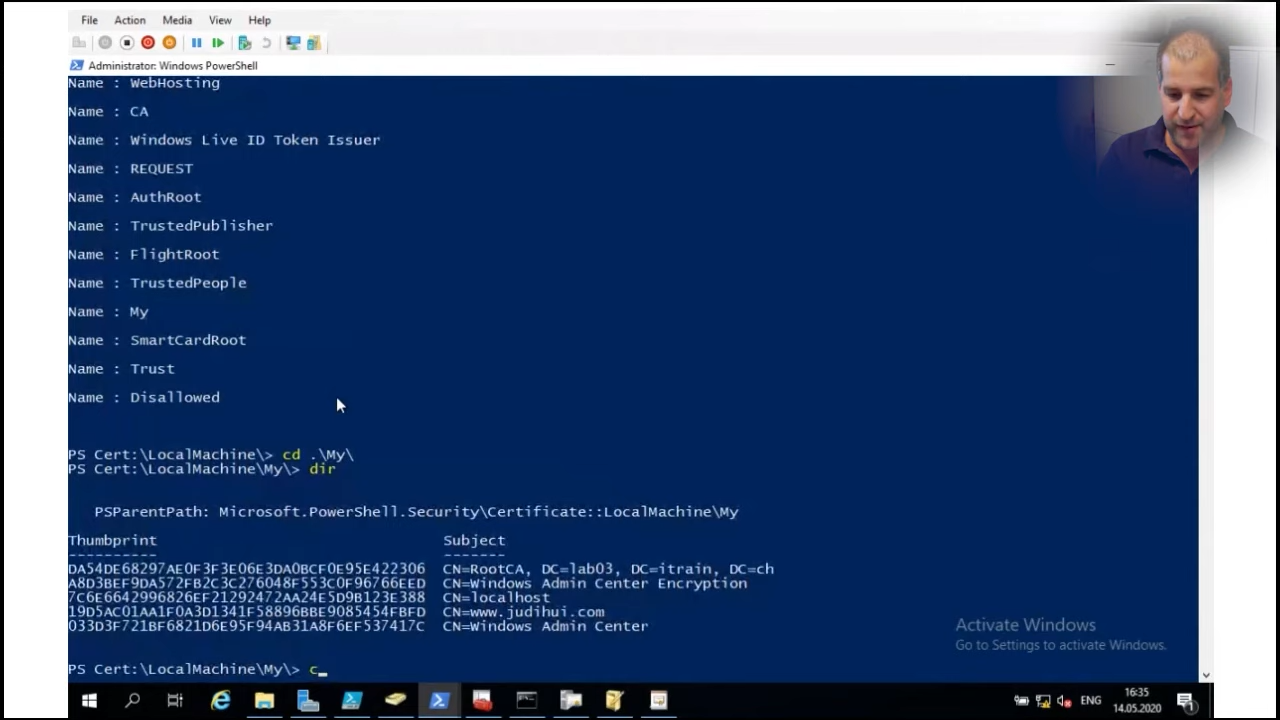 File Action Media View Help
Administrator: Windows PowerShell
Name : WebHosting
Name : CA
Name : Windows Live ID Token Issuer
Name : REQUEST
Name : AuthRoot
Name : TrustedPublisher
Name : FlightRoot
Name : TrustedPeople
Name : My
Name : SmartCardRoot
Name : Trust
Name : Disallowed
PS Cert:\LocalMachine\> cd .\My\
PS Cert:\LocalMachine\My\> dir
PSParentPath: Microsoft.PowerShell.Security\Certificate::LocalMachine\My
Thumbprint Subject
---------- -------
DA54DE68297AE0F3F3E06E3DA0BCF0E95E422306 CN=RootCA, DC=lab03, DC=itrain, DC=ch
A8D3BEF9DA572FB2C3C276048F553C0F96766EED CN=Windows Admin Center Encryption
7C6E6642996826EF21292472AA24E5D9B123E388 CN=localhost
19D5AC01AA1F0A3D1341F58896BBE9085454FBFD CN=www.judihui.com
033D3F721BF6821D6E95F94AB31A8F6EF537417C CN=Windows Admin Center
PS Cert:\LocalMachine\My\> c_
Activate Windows
Go to Settings to activate Windows.
ENG
16:35
14.05.2020
1